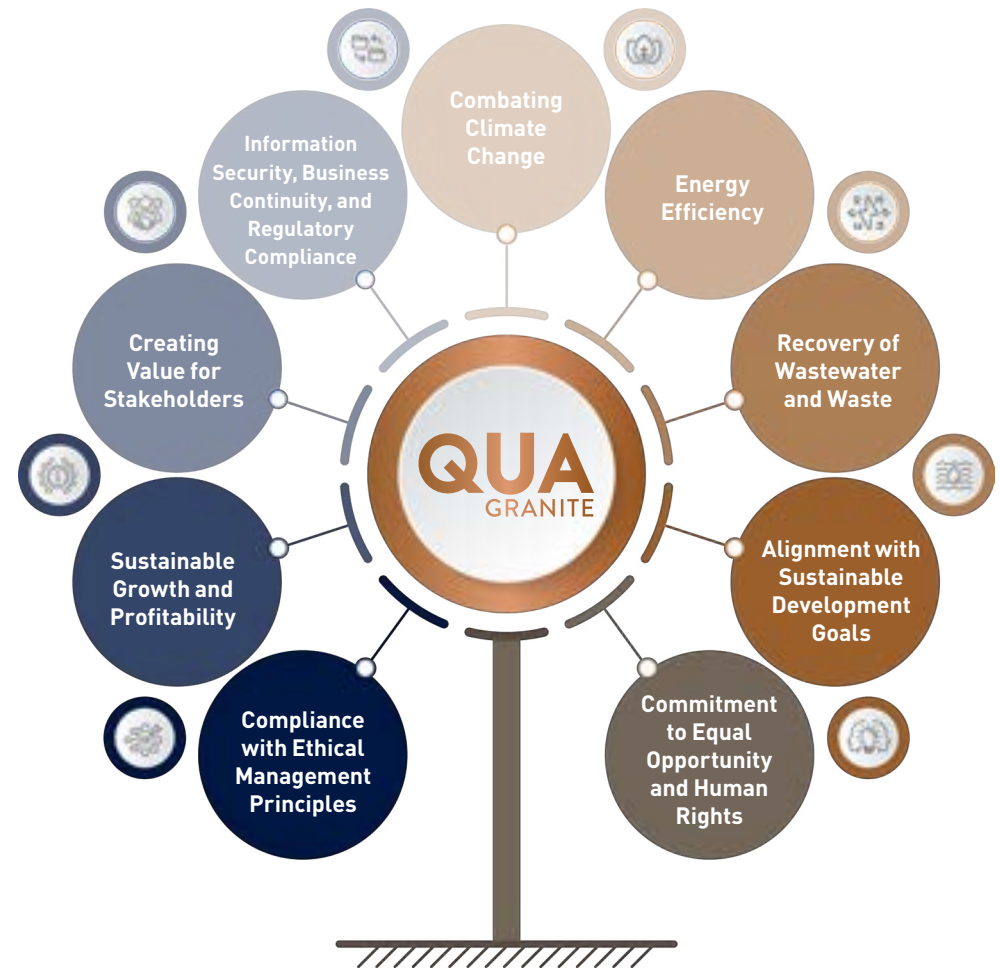 Combating
Climate
Change
Energy
Efficiency
Recovery of
Wastewater
and Waste
Alignment with
Sustainable
Development
Goals
Commitment
to Equal
Opportunity
and Human
Rights
Compliance
with Ethical
Management
Principles
Sustainable
Growth and
Profitability
Creating
Value for
Stakeholders
Information
Security, Business
Continuity, and
Regulatory
Compliance
QUA
GRANITE